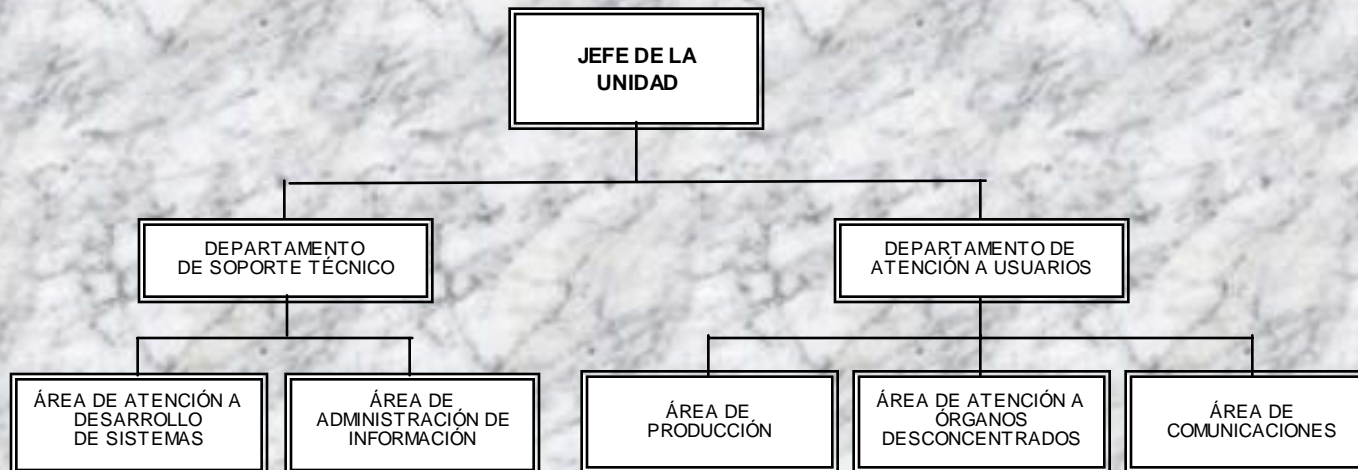 JEFE DE LA
UNIDAD
DEPARTAMENTO
DE SOPORTE TÉCNICO
DEPARTAMENTO DE
ATENCIÓN A USUARIOS
ÁREA DE ATENCIÓN A
DESARROLLO
DE SISTEMAS
ÁREA DE
ADMINISTRACIÓN DE
INFORMACIÓN
ÁREA DE
PRODUCCIÓN
ÁREA DE ATENCIÓN A
ÓRGANOS
DESCONCENTRADOS
ÁREA DE
COMUNICACIONES